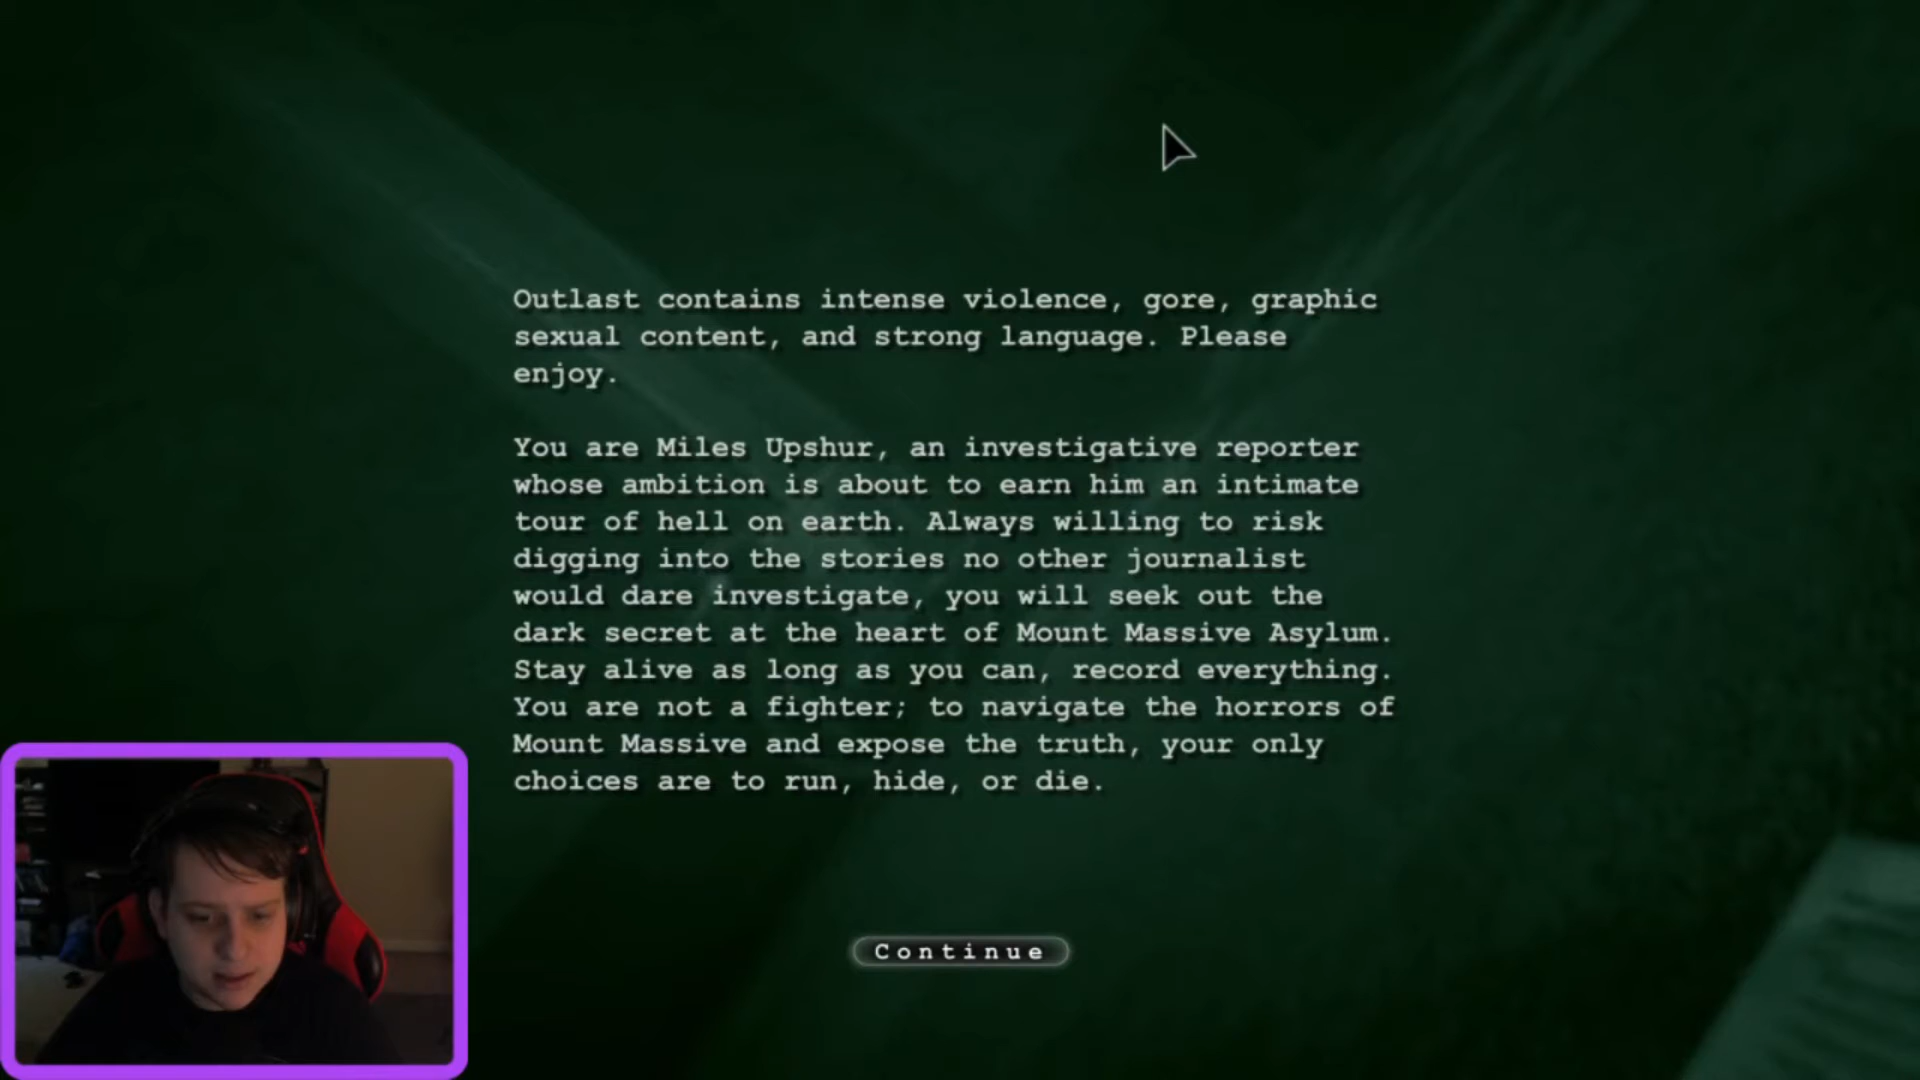 Outlast contains intense violence, gore, graphic
sexual content, and strong language. Please
enjoy.
You are Miles Upshur, an investigative reporter
whose ambition is about to earn him an intimate
tour of hell on earth. Always willing to risk
digging into the stories no other journalist
would dare investigate, you will seek out the
dark secret at the heart of Mount Massive Asylum.
Stay alive as long as you can, record everything.
You are not a fighter; to navigate the horrors of
Mount Massive and expose the truth, your only
choices are to run, hide, or die.
Continue